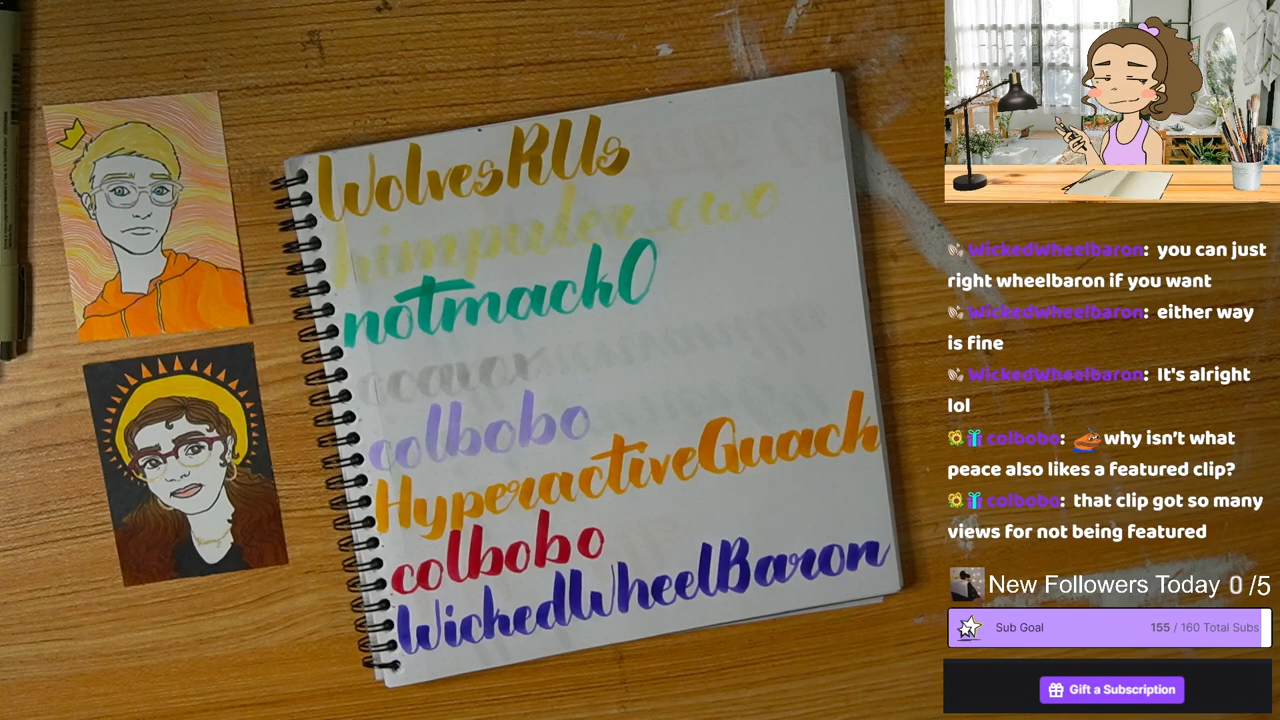 WolvesRUs
notmack0
colbobo
HyperactiveQuack
colbobo
WickedWheelBaron
WickedWheelbaron: you can just
right wheelbaron if you want
WickedWheelbaron: either way
is fine
WickedWheelbaron: It's alright
lol
colbobo: why isn't what
peace also likes a featured clip?
colbobo: that clip got so many
views for not being featured
New Followers Today 0 /5
Sub Goal 155 / 160 Total Subs
Gift a Subscription